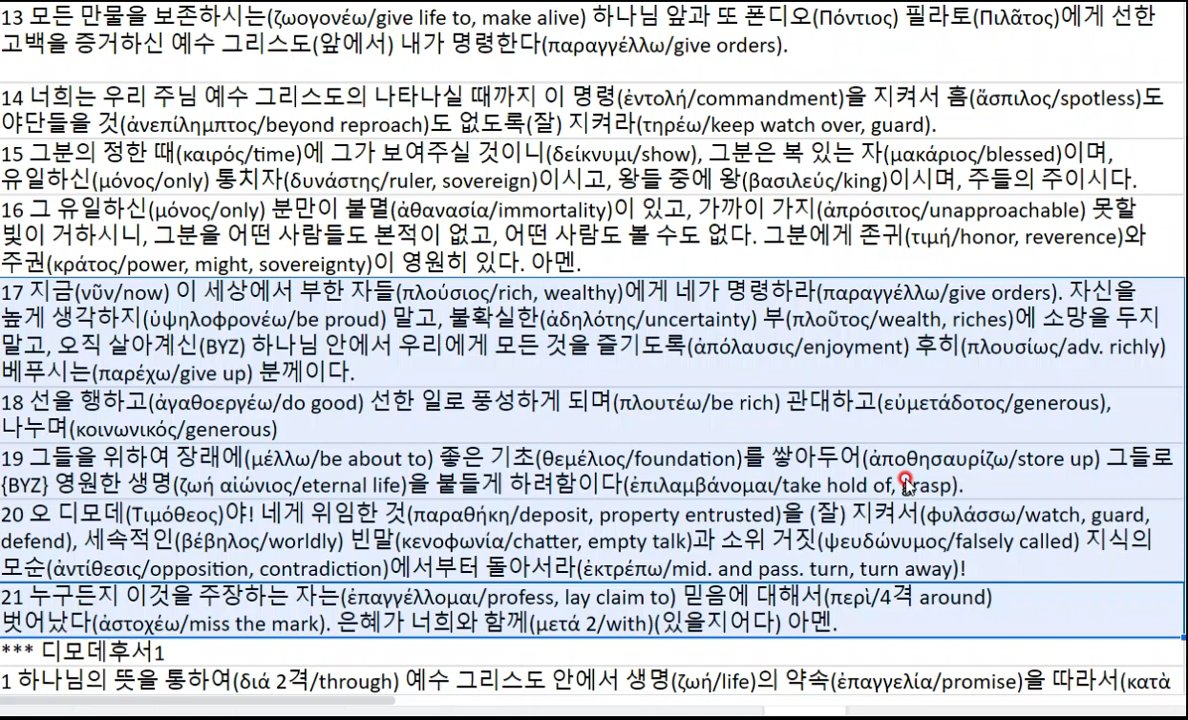 13 모든 만물을 보존하시는(ζωογονέω/give life to, make alive) 하나님 앞과 또 폰디오(Πόντιος) 필라토(Πιλᾶτος)에게 선한
고백을 증거하신 예수 그리스도(앞에서) 내가 명령한다(παραγγέλλω/give orders).
14 너희는 우리 주님 예수 그리스도의 나타나실 때까지 이 명령(ἐντολή/commandment)을 지켜서 흠(ἄσπιλος/spotless)도
야단들을 것(ἀνεπίλημπτος/beyond reproach)도 없도록(잘) 지켜라(τηρέω/keep watch over, guard).
15 그분의 정한 때(καιρός/time)에 그가 보여주실 것이니(δείκνυμι/show), 그분은 복 있는 자(μακάριος/blessed)이며,
유일하신(μόνος/only) 통치자(δυνάστης/ruler, sovereign)이시고, 왕들 중에 왕(βασιλεύς/king)이시며, 주들의 주이시다.
16 그 유일하신(μόνος/only) 분만이 불멸(ἀθανασία/immortality)이 있고, 가까이 가지(ἀπρόσιτος/unapproachable) 못할
빛이 거하시니, 그분을 어떤 사람들도 본적이 없고, 어떤 사람도 볼 수도 없다. 그분에게 존귀(τιμή/honor, reverence)와
주권(κράτος/power, might, sovereignty)이 영원히 있다. 아멘.
17 지금(νῦν/now) 이 세상에서 부한 자들(πλούσιος/rich, wealthy)에게 네가 명령하라(παραγγέλλω/give orders). 자신을
높게 생각하지(ὑψηλοφρονέω/be proud) 말고, 불확실한(ἀδηλότης/uncertainty) 부(πλοῦτος/wealth, riches)에 소망을 두지
말고, 오직 살아계신(BYZ) 하나님 안에서 우리에게 모든 것을 즐기도록(ἀπόλαυσις/enjoyment) 후히(πλουσίως/adv. richly)
베푸시는(παρέχω/give up) 분께이다.
18 선을 행하고(ἀγαθοεργέω/do good) 선한 일로 풍성하게 되며(πλουτέω/be rich) 관대하고(εὐμετάδοτος/generous),
나누며(κοινωνικός/generous)
19 그들을 위하여 장래에(μέλλω/be about to) 좋은 기초(θεμέλιος/foundation)를 쌓아두어(ἀποθησαυρίζω/store up) 그들로
{BYZ} 영원한 생명(ζωή αἰώνιος/eternal life)을 붙들게 하려함이다(ἐπιλαμβάνομαι/take hold of, grasp).
20 오 디모데(Τιμόθεος)야! 네게 위임한 것(παραθήκη/deposit, property entrusted)을 (잘) 지켜서(φυλάσσω/watch, guard,
defend), 세속적인(βέβηλος/worldly) 빈말(κενοφωνία/chatter, empty talk)과 소위 거짓(ψευδώνυμος/falsely called) 지식의
모순(ἀντίθεσις/opposition, contradiction)에서부터 돌아서라(ἐκτρέπω/mid. and pass. turn, turn away)!
21 누구든지 이것을 주장하는 자는(ἐπαγγέλλομαι/profess, lay claim to) 믿음에 대해서(περὶ/4격 around)
벗어났다(ἀστοχέω/miss the mark). 은혜가 너희와 함께(μετά 2/with)(있을지어다) 아멘.
*** 디모데후서1
1 하나님의 뜻을 통하여(διά 2격/through) 예수 그리스도 안에서 생명(ζωή/life)의 약속(ἐπαγγελία/promise)을 따라서(κατὰ